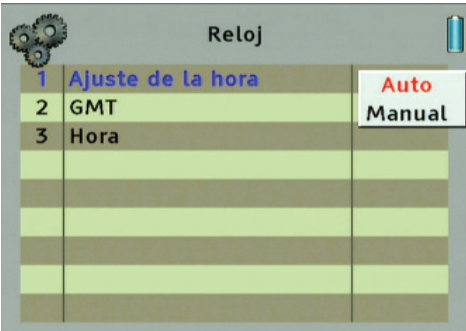 Reloj
1 Ajuste de la hora
Auto
2 GMT
Manual
3 Hora